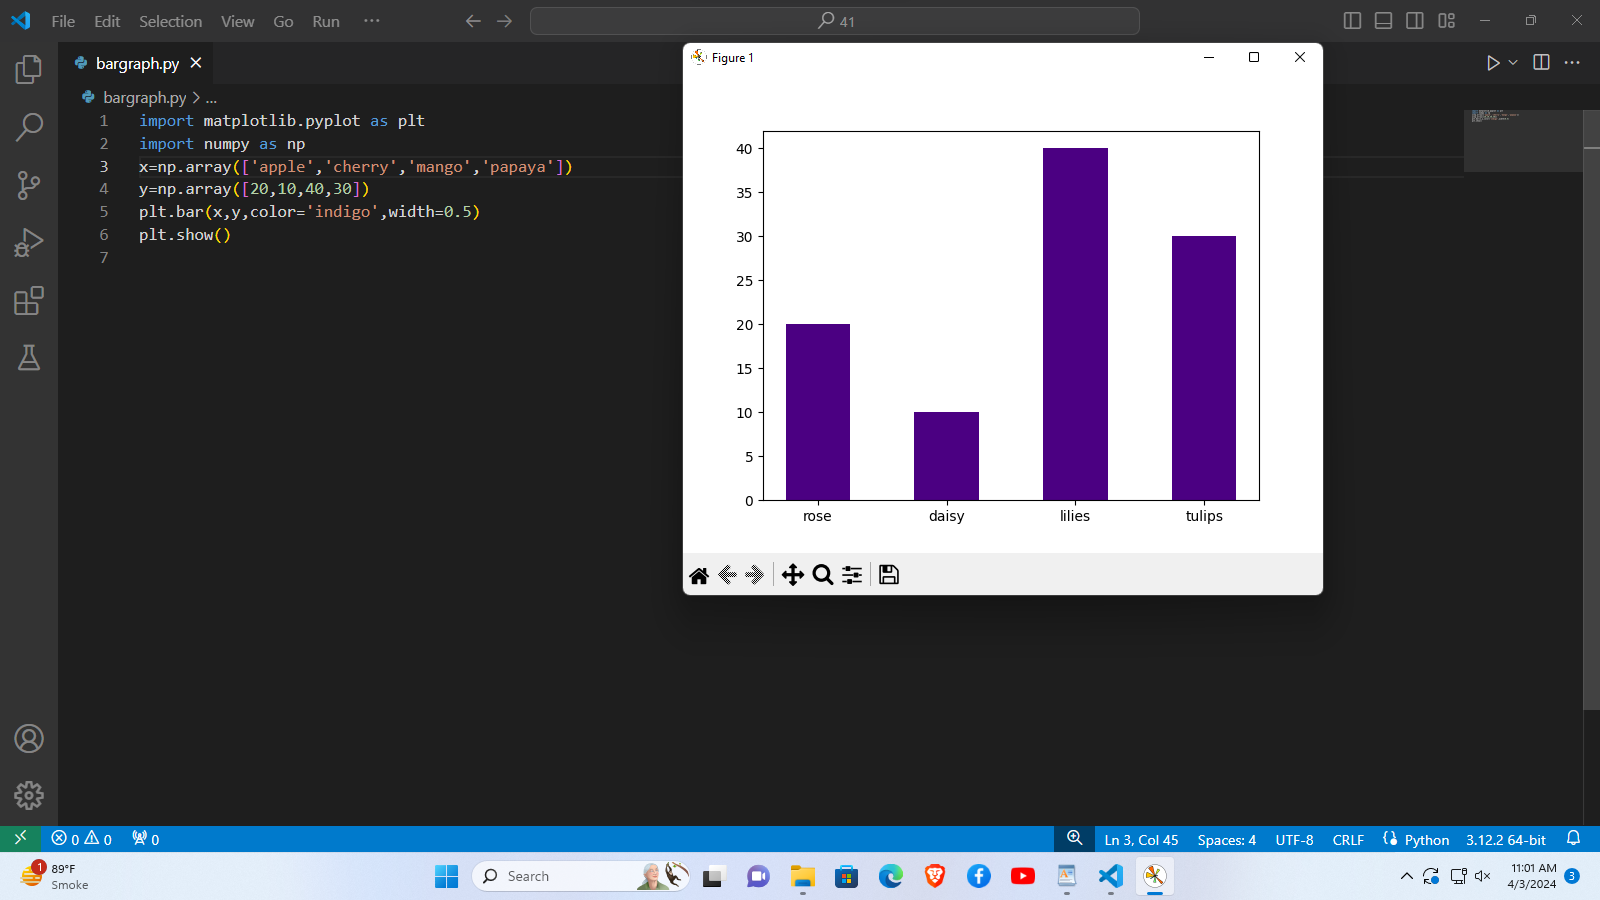 File Edit Selection View Go Run ···
41
bargraph.py
bargraph.py > ...
1 import matplotlib.pyplot as plt
2 import numpy as np
3 x=np.array(['apple','cherry','mango','papaya'])
4 y=np.array([20,10,40,30])
5 plt.bar(x,y,color='indigo',width=0.5)
6 plt.show()
7
Figure 1
40
35
30
25
20
15
10
5
0
rose daisy lilies tulips
0 0 0 Ln 3, Col 45 Spaces: 4 UTF-8 CRLF Python 3.12.2 64-bit
1 89°F
Smoke
Search
11:01 AM
4/3/2024
3